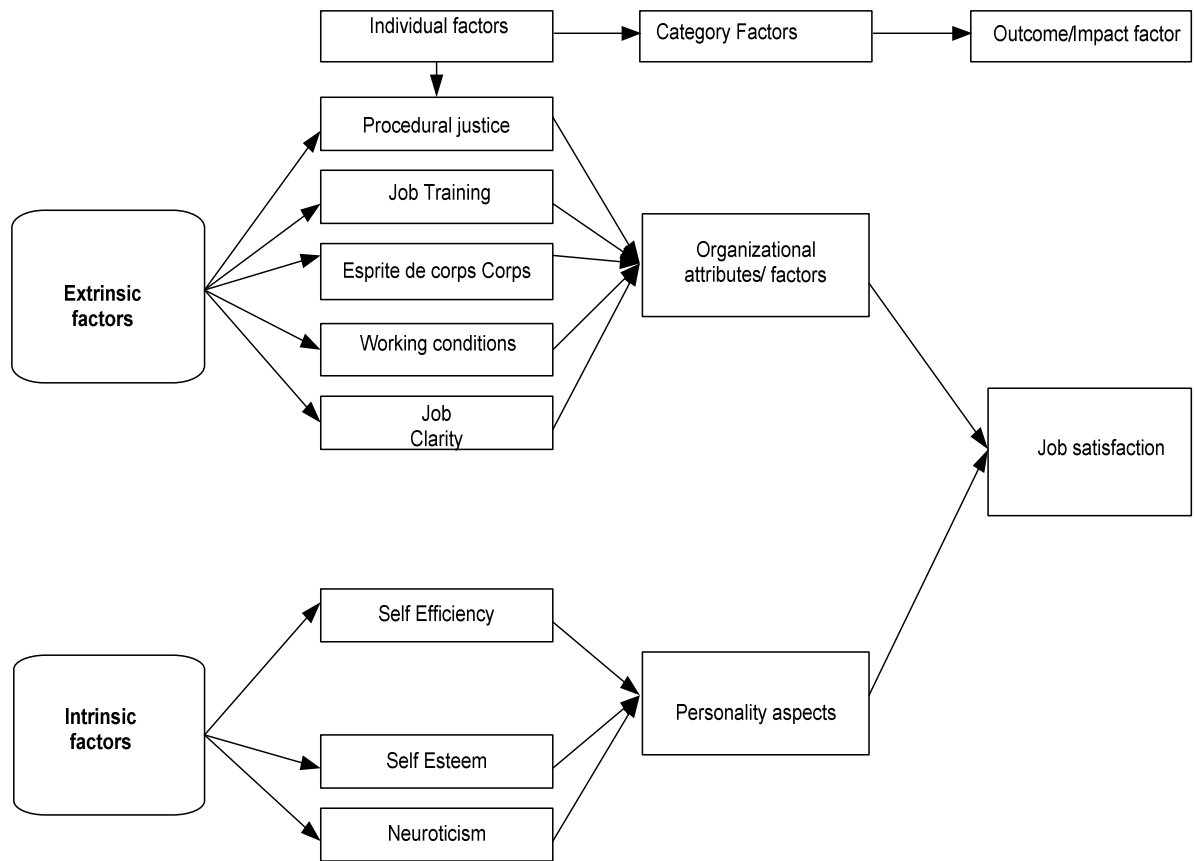 Individual factors
Category Factors
Outcome/Impact factor
Procedural justice
Job Training
Esprite de corps Corps
Working conditions
Job
Clarity
Extrinsic
factors
Organizational
attributes/ factors
Job satisfaction
Self Efficiency
Self Esteem
Neuroticism
Intrinsic
factors
Personality aspects